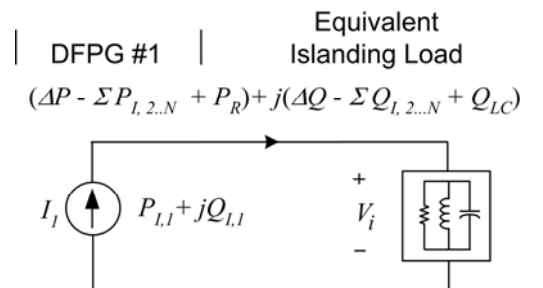 Equivalent
DFPG #1 Islanding Load
(ΔP - ΣP_{I, 2..N} + P_R)+j(ΔQ - ΣQ_{I, 2...N} + Q_{LC})
+
I_1 P_{I,1}+jQ_{I,1} V_i
−